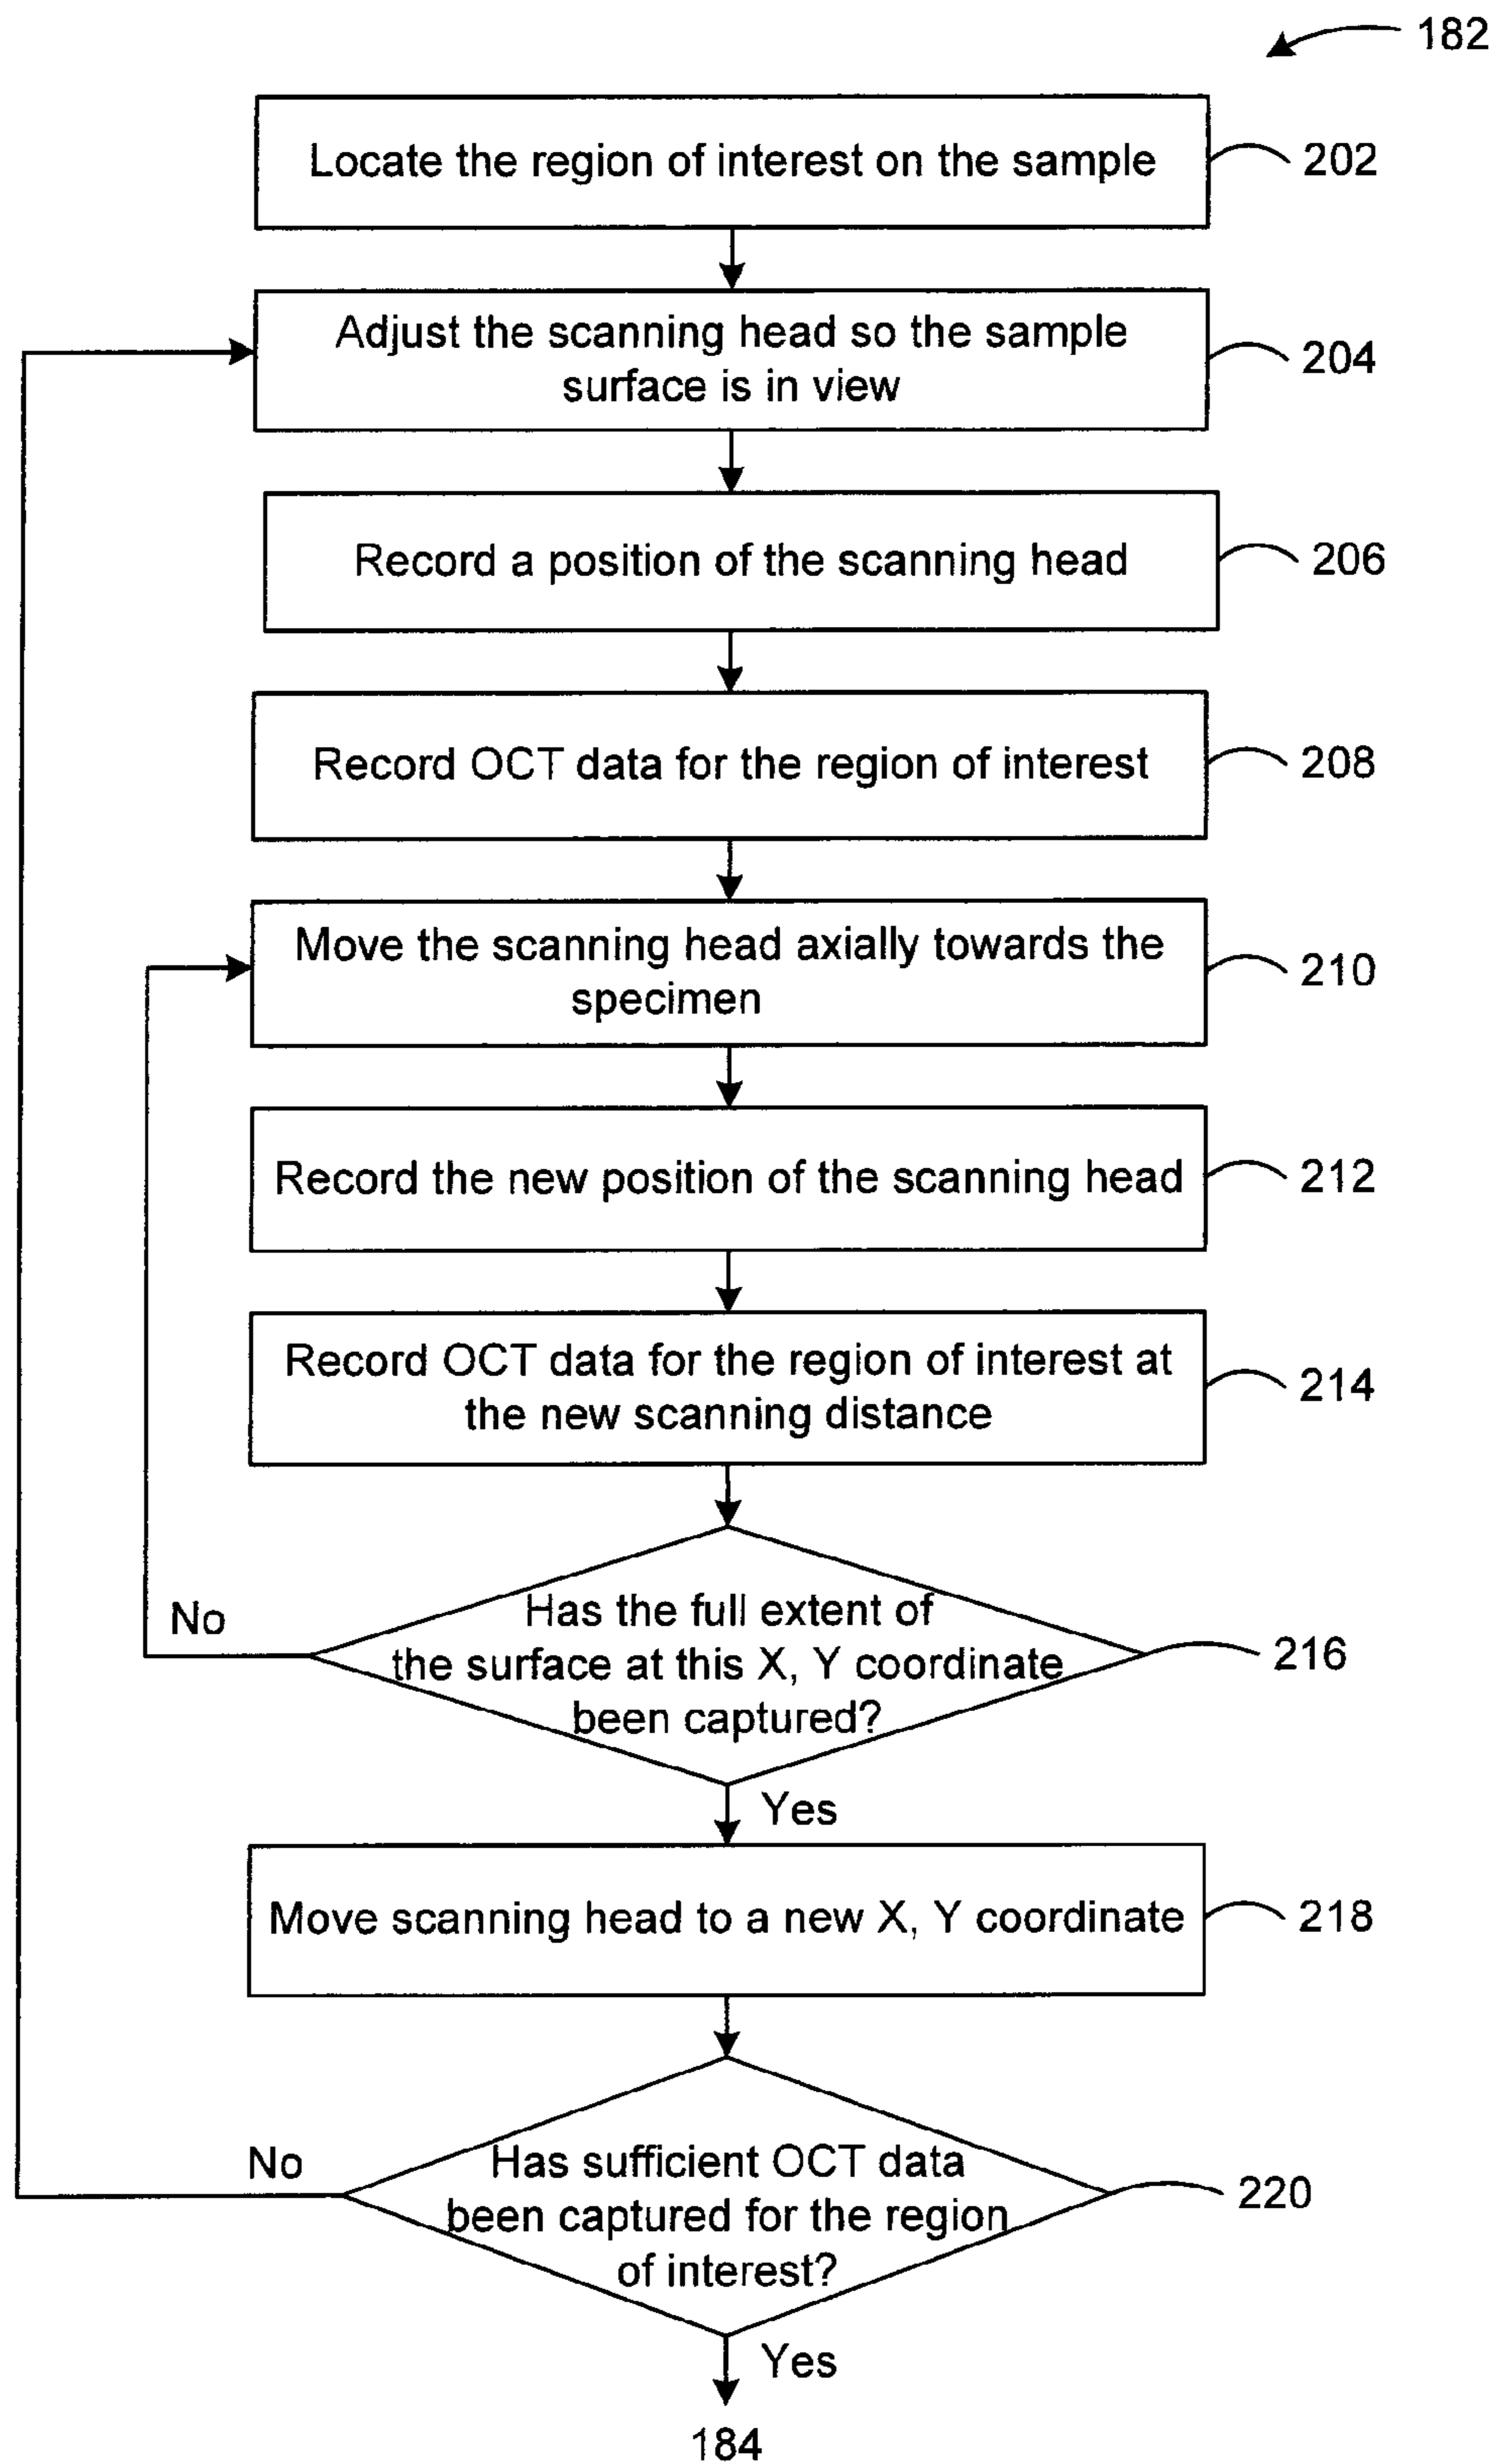 182
Locate the region of interest on the sample
202
Adjust the scanning head so the sample
surface is in view
204
Record a position of the scanning head
206
Record OCT data for the region of interest
208
Move the scanning head axially towards the
specimen
210
Record the new position of the scanning head
212
Record OCT data for the region of interest at
the new scanning distance
214
Has the full extent of
the surface at this X, Y coordinate
been captured?
216
No
Yes
Move scanning head to a new X, Y coordinate
218
Has sufficient OCT data
been captured for the region
of interest?
220
No
Yes
184